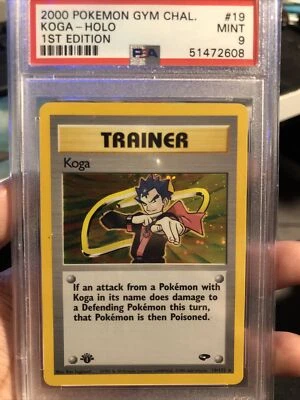 2000 POKEMON GYM CHAL. #19
KOGA - HOLO MINT
1ST EDITION 9
PSA 51472608
TRAINER
Koga
If an attack from a Pokémon with
Koga in its name does damage to
a Defending Pokémon this turn,
that Pokémon is then Poisoned.